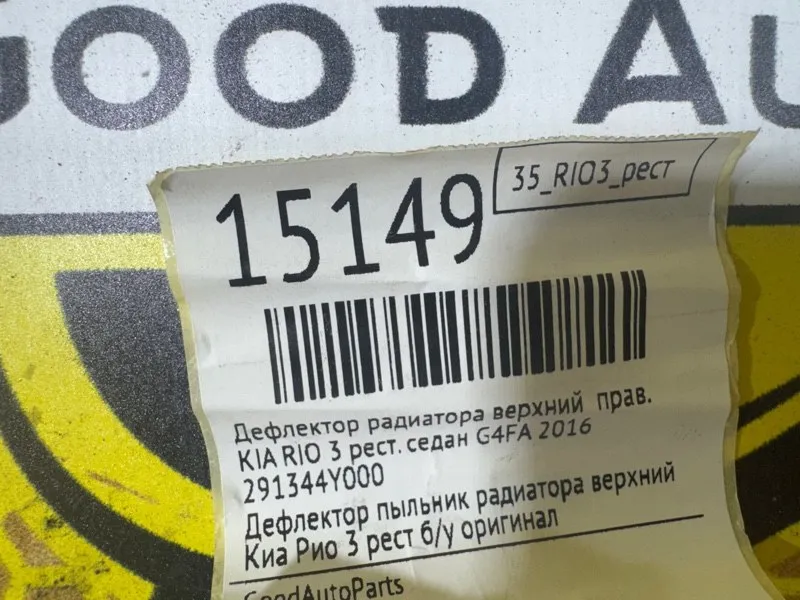 GOOD AU
35_RIO3_рест
15149
Дефлектор радиатора верхний прав.
KIA RIO 3 рест. седан G4FA 2016
291344Y000
Дефлектор пыльник радиатора верхний
Киа Рио 3 рест б/у оригинал
GoodAutoParts